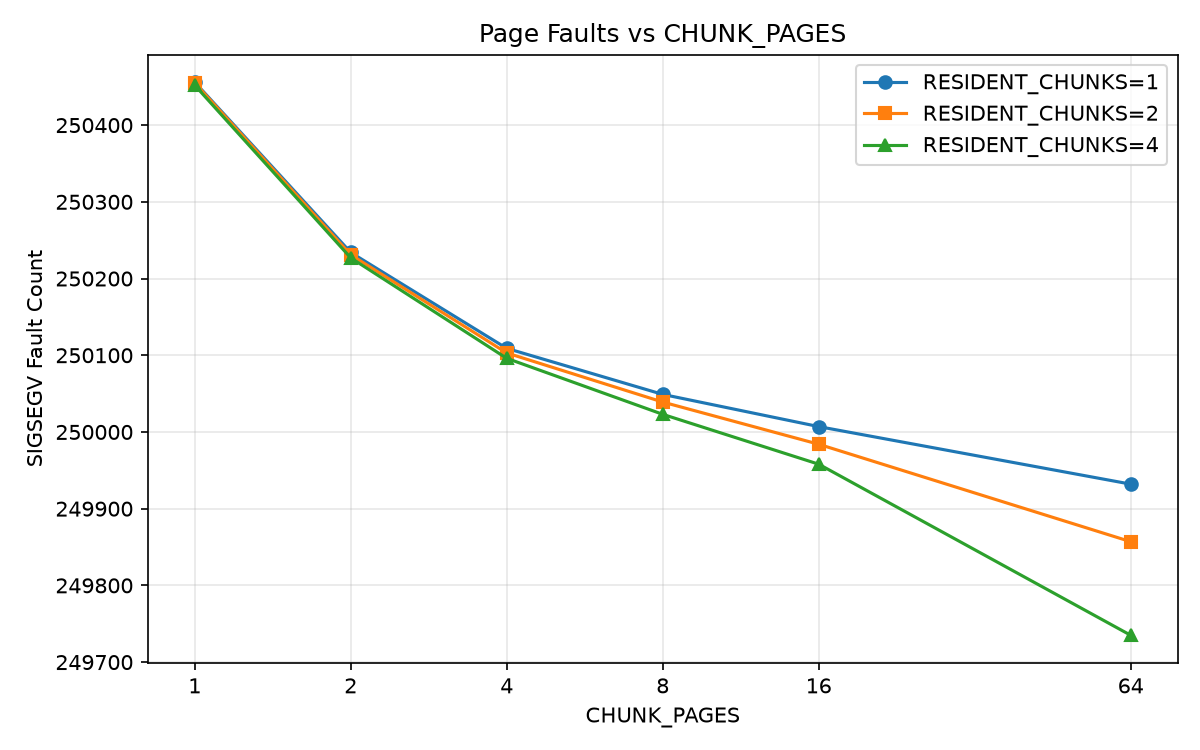 Page Faults vs CHUNK_PAGES
RESIDENT_CHUNKS=1
RESIDENT_CHUNKS=2
RESIDENT_CHUNKS=4
SIGSEGV Fault Count
250400
250300
250200
250100
250000
249900
249800
249700
1 2 4 8 16 64
CHUNK_PAGES